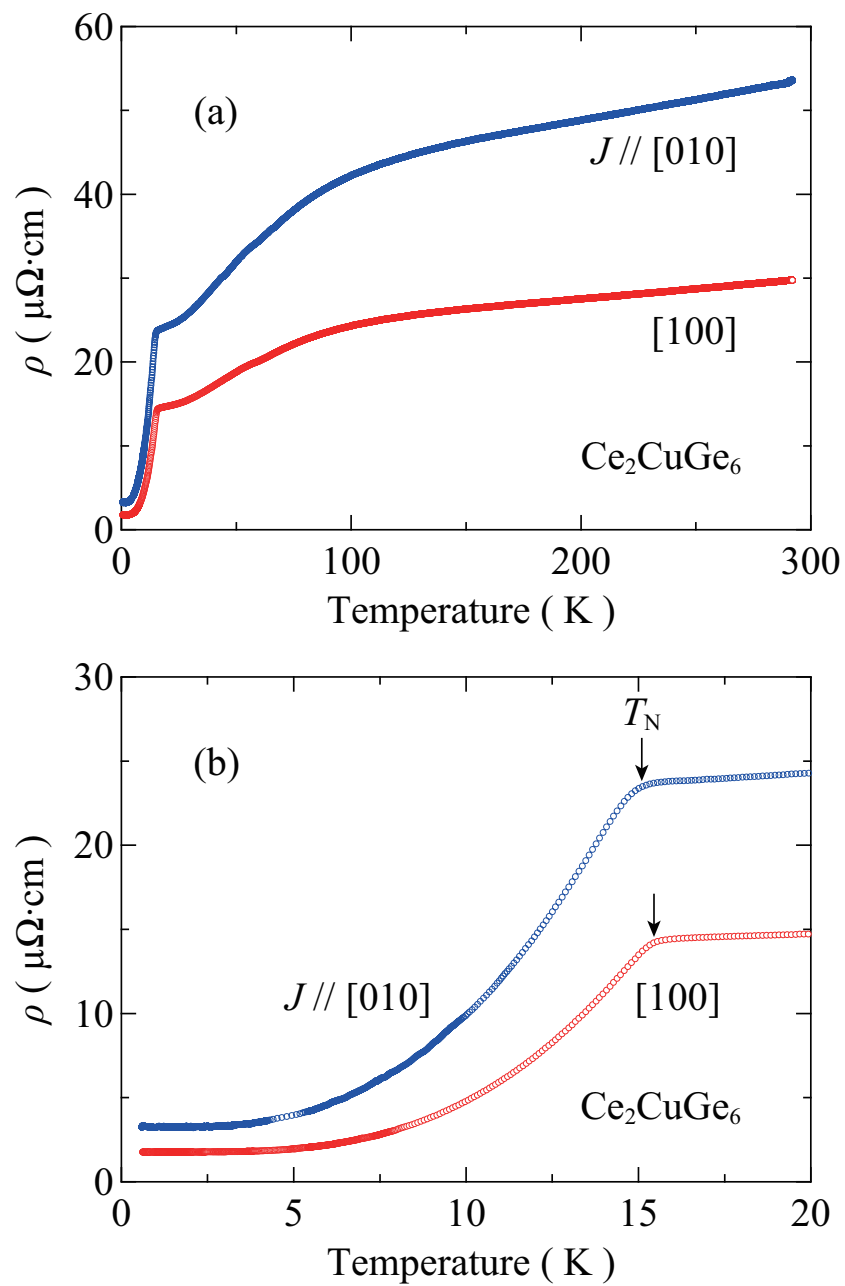 60
40
20
0
ρ ( μΩ·cm )
(a)
J // [010]
[100]
Ce₂CuGe₆
0 100 200 300
Temperature ( K )
30
20
10
0
ρ ( μΩ·cm )
(b)
T_N
J // [010]
[100]
Ce₂CuGe₆
0 5 10 15 20
Temperature ( K )